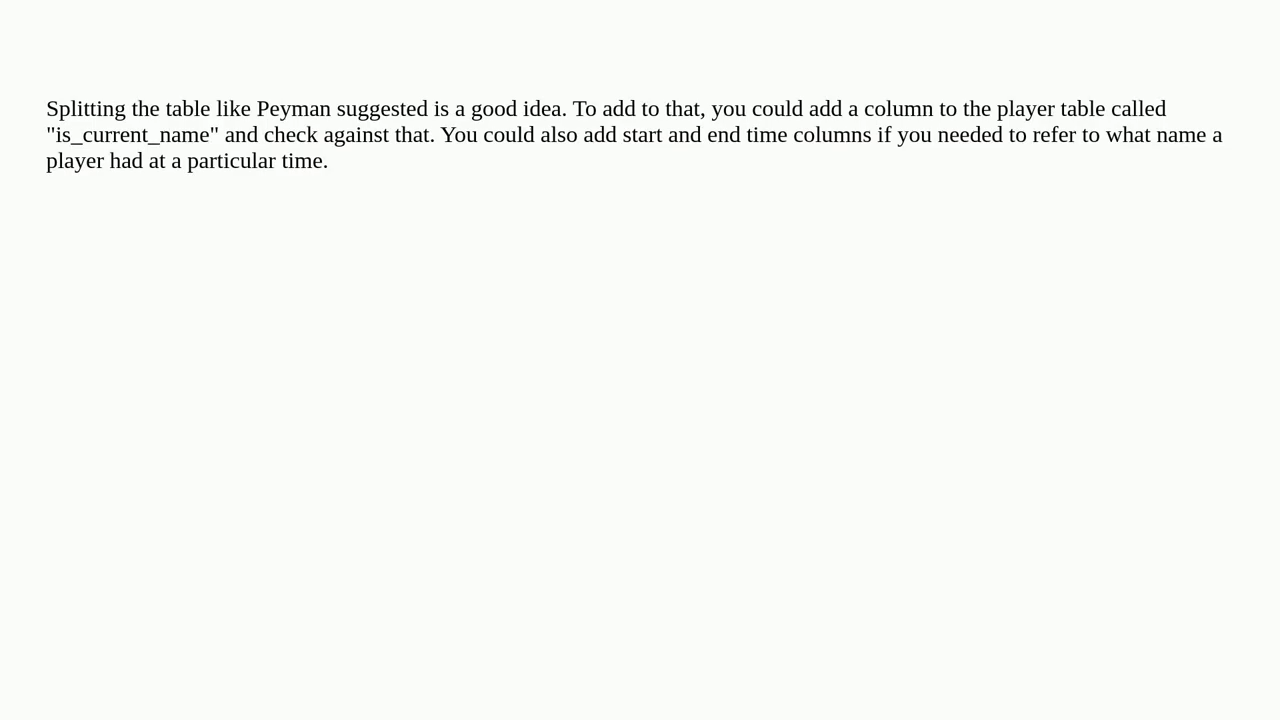 Splitting the table like Peyman suggested is a good idea. To add to that, you could add a column to the player table called
"is_current_name" and check against that. You could also add start and end time columns if you needed to refer to what name a
player had at a particular time.